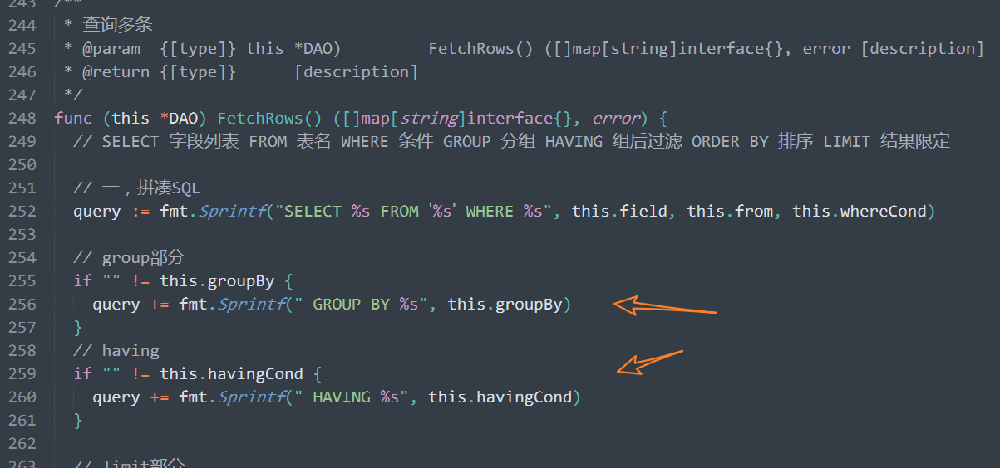 243 /**
244  * 查询多条
245  * @param  {[type]} this *DAO)         FetchRows() ([]map[string]interface{}, error [description]
246  * @return {[type]}      [description]
247  */
248 func (this *DAO) FetchRows() ([]map[string]interface{}, error) {
249   // SELECT 字段列表 FROM 表名 WHERE 条件 GROUP 分组 HAVING 组后过滤 ORDER BY 排序 LIMIT 结果限定
250
251   // 一，拼凑SQL
252   query := fmt.Sprintf("SELECT %s FROM '%s' WHERE %s", this.field, this.from, this.whereCond)
253
254   // group部分
255   if "" != this.groupBy {
256     query += fmt.Sprintf(" GROUP BY %s", this.groupBy)
257   }
258   // having
259   if "" != this.havingCond {
260     query += fmt.Sprintf(" HAVING %s", this.havingCond)
261   }
262
263   // limit部分